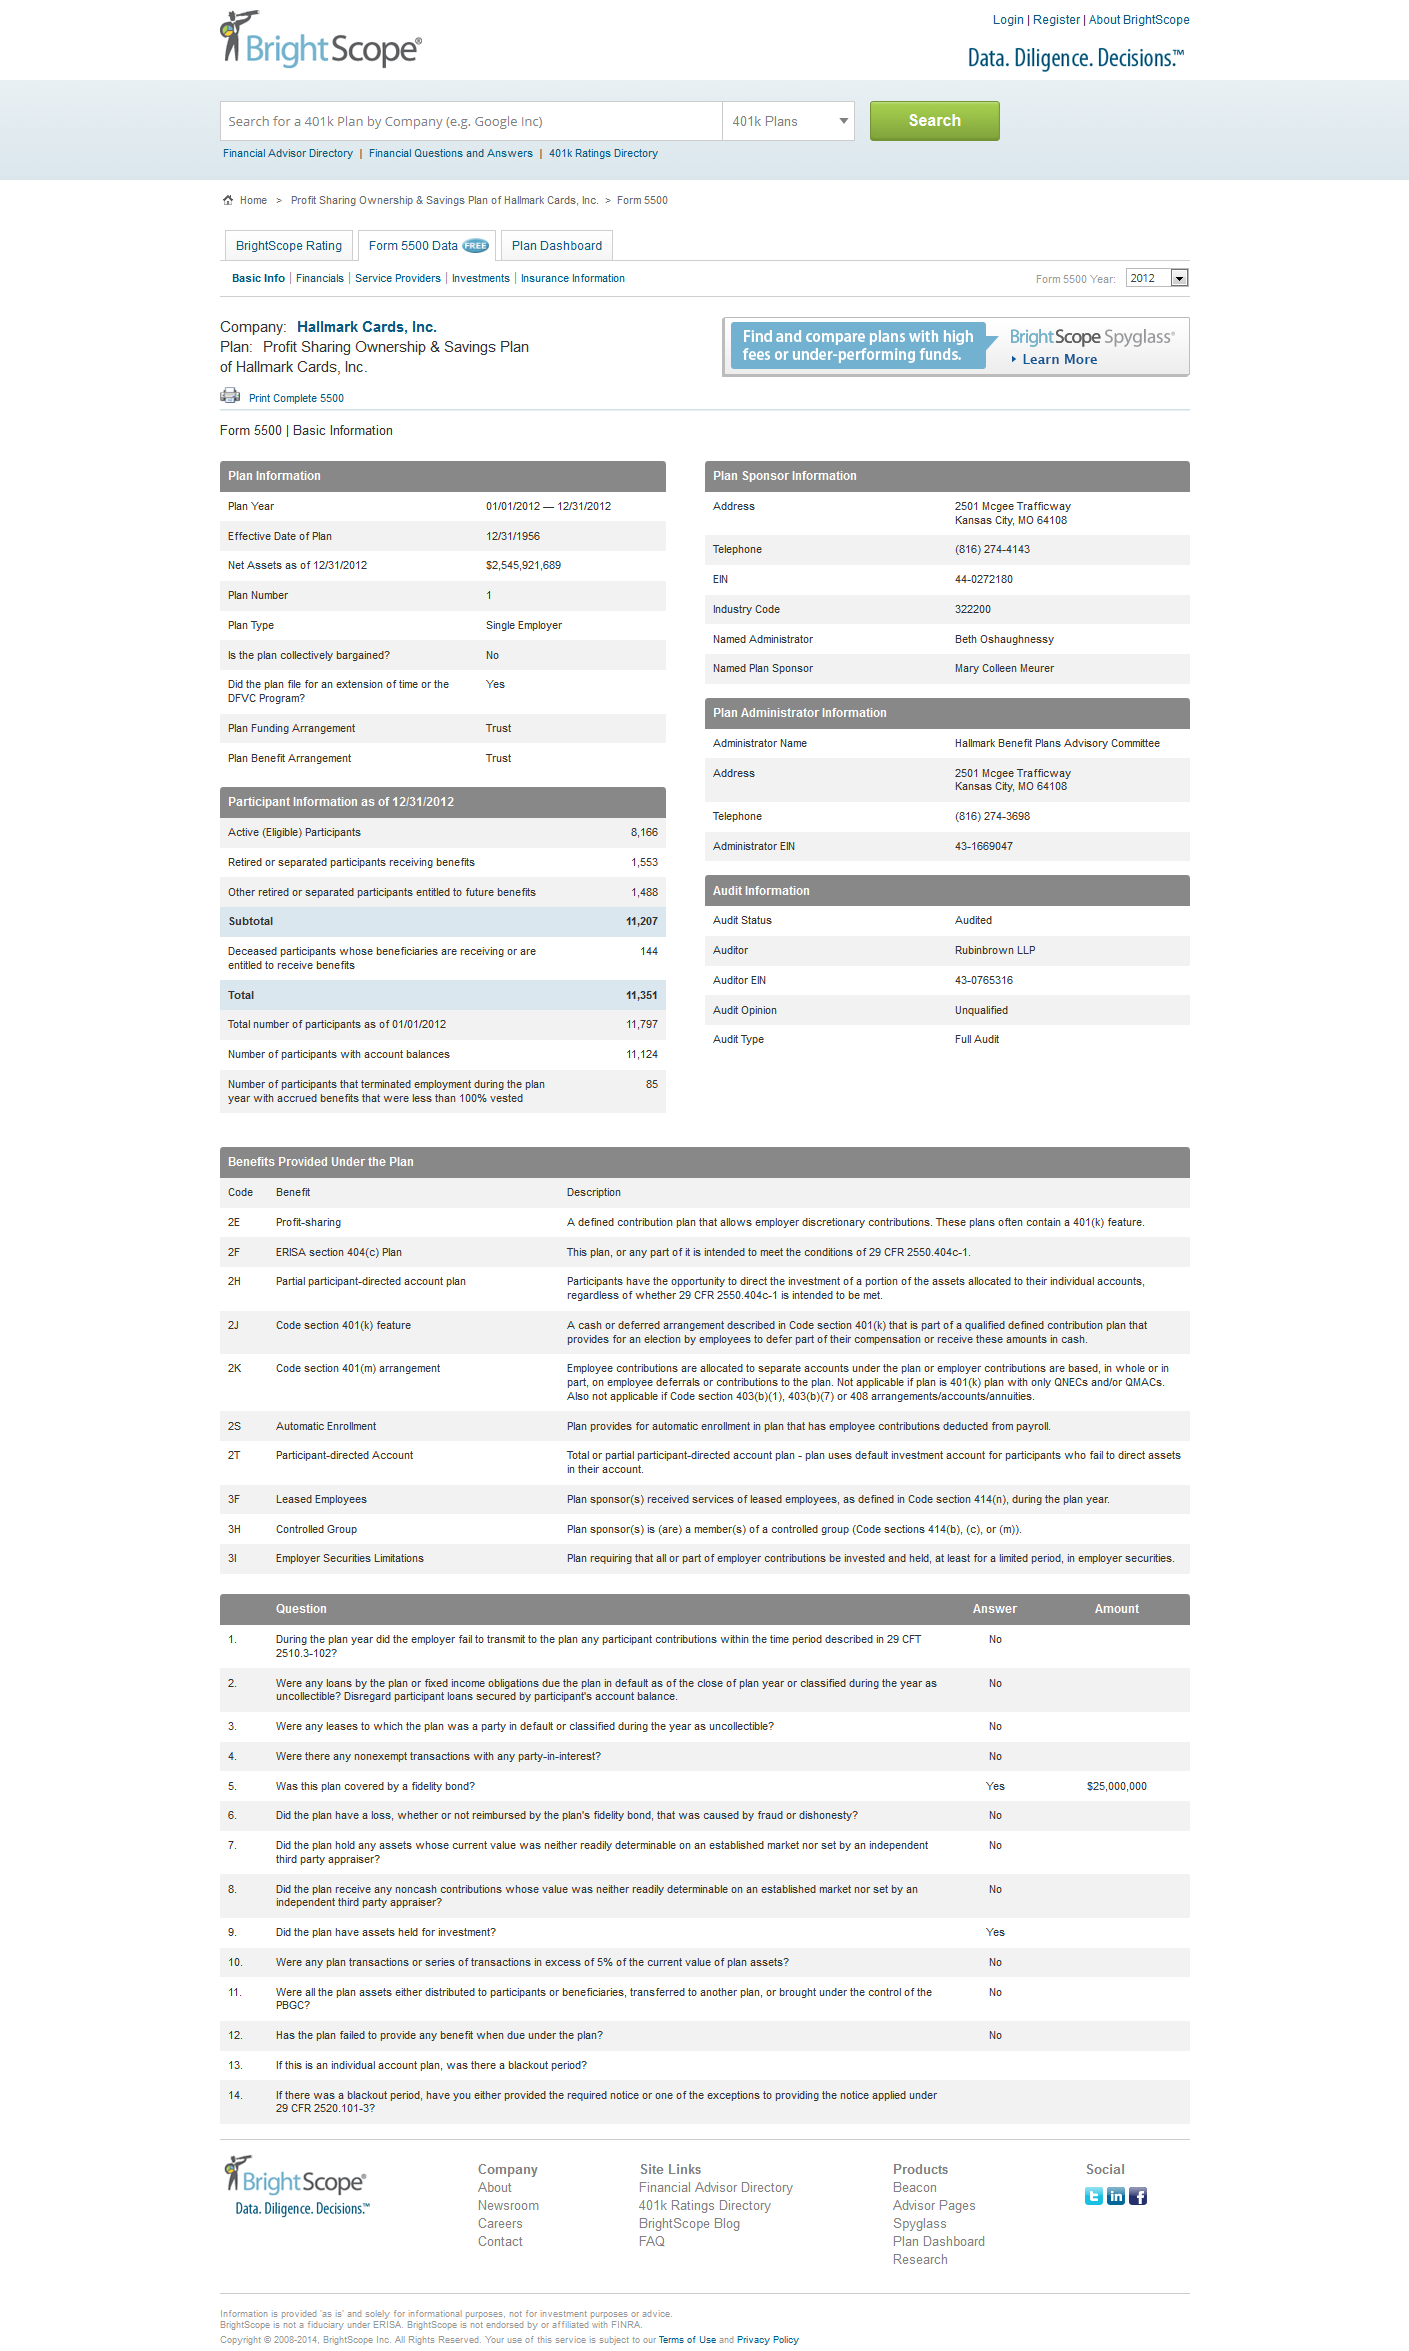 Login | Register | About BrightScope
BrightScope®
Data. Diligence. Decisions.™
Search for a 401k Plan by Company (e.g. Google Inc)
401k Plans
Search
Financial Advisor Directory | Financial Questions and Answers | 401k Ratings Directory
Home > Profit Sharing Ownership & Savings Plan of Hallmark Cards, Inc. > Form 5500
BrightScope Rating
Form 5500 Data FREE
Plan Dashboard
Basic Info | Financials | Service Providers | Investments | Insurance Information
Form 5500 Year: 2012
Company: Hallmark Cards, Inc.
Plan: Profit Sharing Ownership & Savings Plan
of Hallmark Cards, Inc.
Find and compare plans with high
fees or under-performing funds.
BrightScope Spyglass®
Learn More
Print Complete 5500
Form 5500 | Basic Information
Plan Information
Plan Year 01/01/2012 — 12/31/2012
Effective Date of Plan 12/31/1956
Net Assets as of 12/31/2012 $2,545,921,689
Plan Number 1
Plan Type Single Employer
Is the plan collectively bargained? No
Did the plan file for an extension of time or the Yes
DFVC Program?
Plan Funding Arrangement Trust
Plan Benefit Arrangement Trust
Participant Information as of 12/31/2012
Active (Eligible) Participants 8,166
Retired or separated participants receiving benefits 1,553
Other retired or separated participants entitled to future benefits 1,488
Subtotal 11,207
Deceased participants whose beneficiaries are receiving or are 144
entitled to receive benefits
Total 11,351
Total number of participants as of 01/01/2012 11,797
Number of participants with account balances 11,124
Number of participants that terminated employment during the plan 85
year with accrued benefits that were less than 100% vested
Plan Sponsor Information
Address 2501 Mcgee Trafficway
Kansas City, MO 64108
Telephone (816) 274-4143
EIN 44-0272180
Industry Code 322200
Named Administrator Beth Oshaughnessy
Named Plan Sponsor Mary Colleen Meurer
Plan Administrator Information
Administrator Name Hallmark Benefit Plans Advisory Committee
Address 2501 Mcgee Trafficway
Kansas City, MO 64108
Telephone (816) 274-3698
Administrator EIN 43-1669047
Audit Information
Audit Status Audited
Auditor Rubinbrown LLP
Auditor EIN 43-0765316
Audit Opinion Unqualified
Audit Type Full Audit
Benefits Provided Under the Plan
Code Benefit Description
2E Profit-sharing A defined contribution plan that allows employer discretionary contributions. These plans often contain a 401(k) feature.
2F ERISA section 404(c) Plan This plan, or any part of it is intended to meet the conditions of 29 CFR 2550.404c-1.
2H Partial participant-directed account plan Participants have the opportunity to direct the investment of a portion of the assets allocated to their individual accounts,
regardless of whether 29 CFR 2550.404c-1 is intended to be met.
2J Code section 401(k) feature A cash or deferred arrangement described in Code section 401(k) that is part of a qualified defined contribution plan that
provides for an election by employees to defer part of their compensation or receive these amounts in cash.
2K Code section 401(m) arrangement Employee contributions are allocated to separate accounts under the plan or employer contributions are based, in whole or in
part, on employee deferrals or contributions to the plan. Not applicable if plan is 401(k) plan with only QNECs and/or QMACs.
Also not applicable if Code section 403(b)(1), 403(b)(7) or 408 arrangements/accounts/annuities.
2S Automatic Enrollment Plan provides for automatic enrollment in plan that has employee contributions deducted from payroll.
2T Participant-directed Account Total or partial participant-directed account plan - plan uses default investment account for participants who fail to direct assets
in their account.
3F Leased Employees Plan sponsor(s) received services of leased employees, as defined in Code section 414(n), during the plan year.
3H Controlled Group Plan sponsor(s) is (are) a member(s) of a controlled group (Code sections 414(b), (c), or (m)).
3I Employer Securities Limitations Plan requiring that all or part of employer contributions be invested and held, at least for a limited period, in employer securities.
Question Answer Amount
1. During the plan year did the employer fail to transmit to the plan any participant contributions within the time period described in 29 CFT No
2510.3-102?
2. Were any loans by the plan or fixed income obligations due the plan in default as of the close of plan year or classified during the year as No
uncollectible? Disregard participant loans secured by participant's account balance.
3. Were any leases to which the plan was a party in default or classified during the year as uncollectible? No
4. Were there any nonexempt transactions with any party-in-interest? No
5. Was this plan covered by a fidelity bond? Yes $25,000,000
6. Did the plan have a loss, whether or not reimbursed by the plan's fidelity bond, that was caused by fraud or dishonesty? No
7. Did the plan hold any assets whose current value was neither readily determinable on an established market nor set by an independent No
third party appraiser?
8. Did the plan receive any noncash contributions whose value was neither readily determinable on an established market nor set by an No
independent third party appraiser?
9. Did the plan have assets held for investment? Yes
10. Were any plan transactions or series of transactions in excess of 5% of the current value of plan assets? No
11. Were all the plan assets either distributed to participants or beneficiaries, transferred to another plan, or brought under the control of the No
PBGC?
12. Has the plan failed to provide any benefit when due under the plan? No
13. If this is an individual account plan, was there a blackout period?
14. If there was a blackout period, have you either provided the required notice or one of the exceptions to providing the notice applied under
29 CFR 2520.101-3?
BrightScope®
Data. Diligence. Decisions.™
Company
About
Newsroom
Careers
Contact
Site Links
Financial Advisor Directory
401k Ratings Directory
BrightScope Blog
FAQ
Products
Beacon
Advisor Pages
Spyglass
Plan Dashboard
Research
Social
Information is provided 'as is' and solely for informational purposes, not for investment purposes or advice.
BrightScope is not a fiduciary under ERISA. BrightScope is not endorsed by or affiliated with FINRA.
Copyright © 2008-2014, BrightScope Inc. All Rights Reserved. Your use of this service is subject to our Terms of Use and Privacy Policy